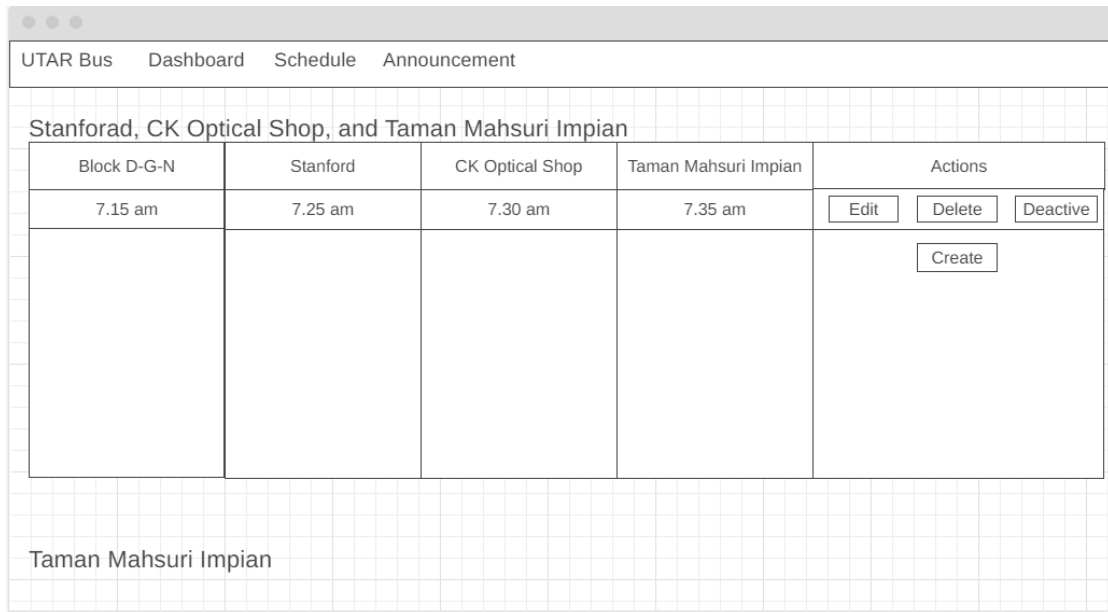 UTAR Bus Dashboard Schedule Announcement
Stanforad, CK Optical Shop, and Taman Mahsuri Impian
Block D-G-N Stanford CK Optical Shop Taman Mahsuri Impian Actions
7.15 am 7.25 am 7.30 am 7.35 am Edit Delete Deactive
Create
Taman Mahsuri Impian